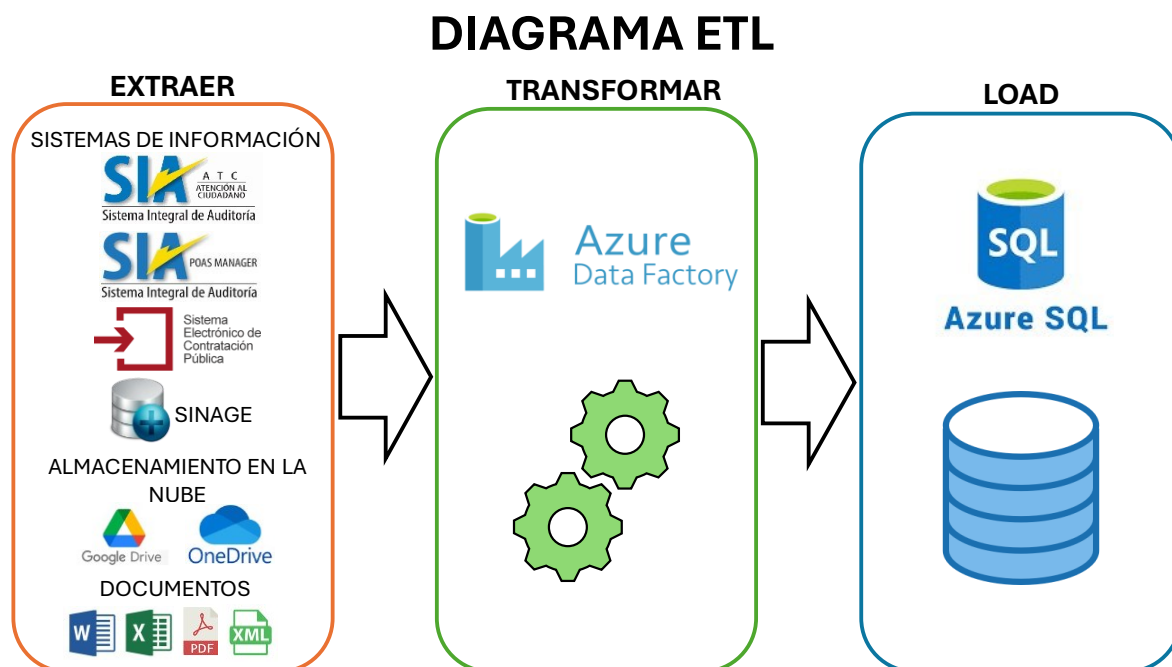 DIAGRAMA ETL
EXTRAER
SISTEMAS DE INFORMACIÓN
SIA
A T C
ATENCIÓN AL
CIUDADANO
Sistema Integral de Auditoría
SIA
POAS MANAGER
Sistema Integral de Auditoría
Sistema
Electrónico de
Contratación
Pública
SINAGE
ALMACENAMIENTO EN LA
NUBE
Google Drive
OneDrive
DOCUMENTOS
W
X
PDF
XML
TRANSFORMAR
Azure
Data Factory
LOAD
SQL
Azure SQL